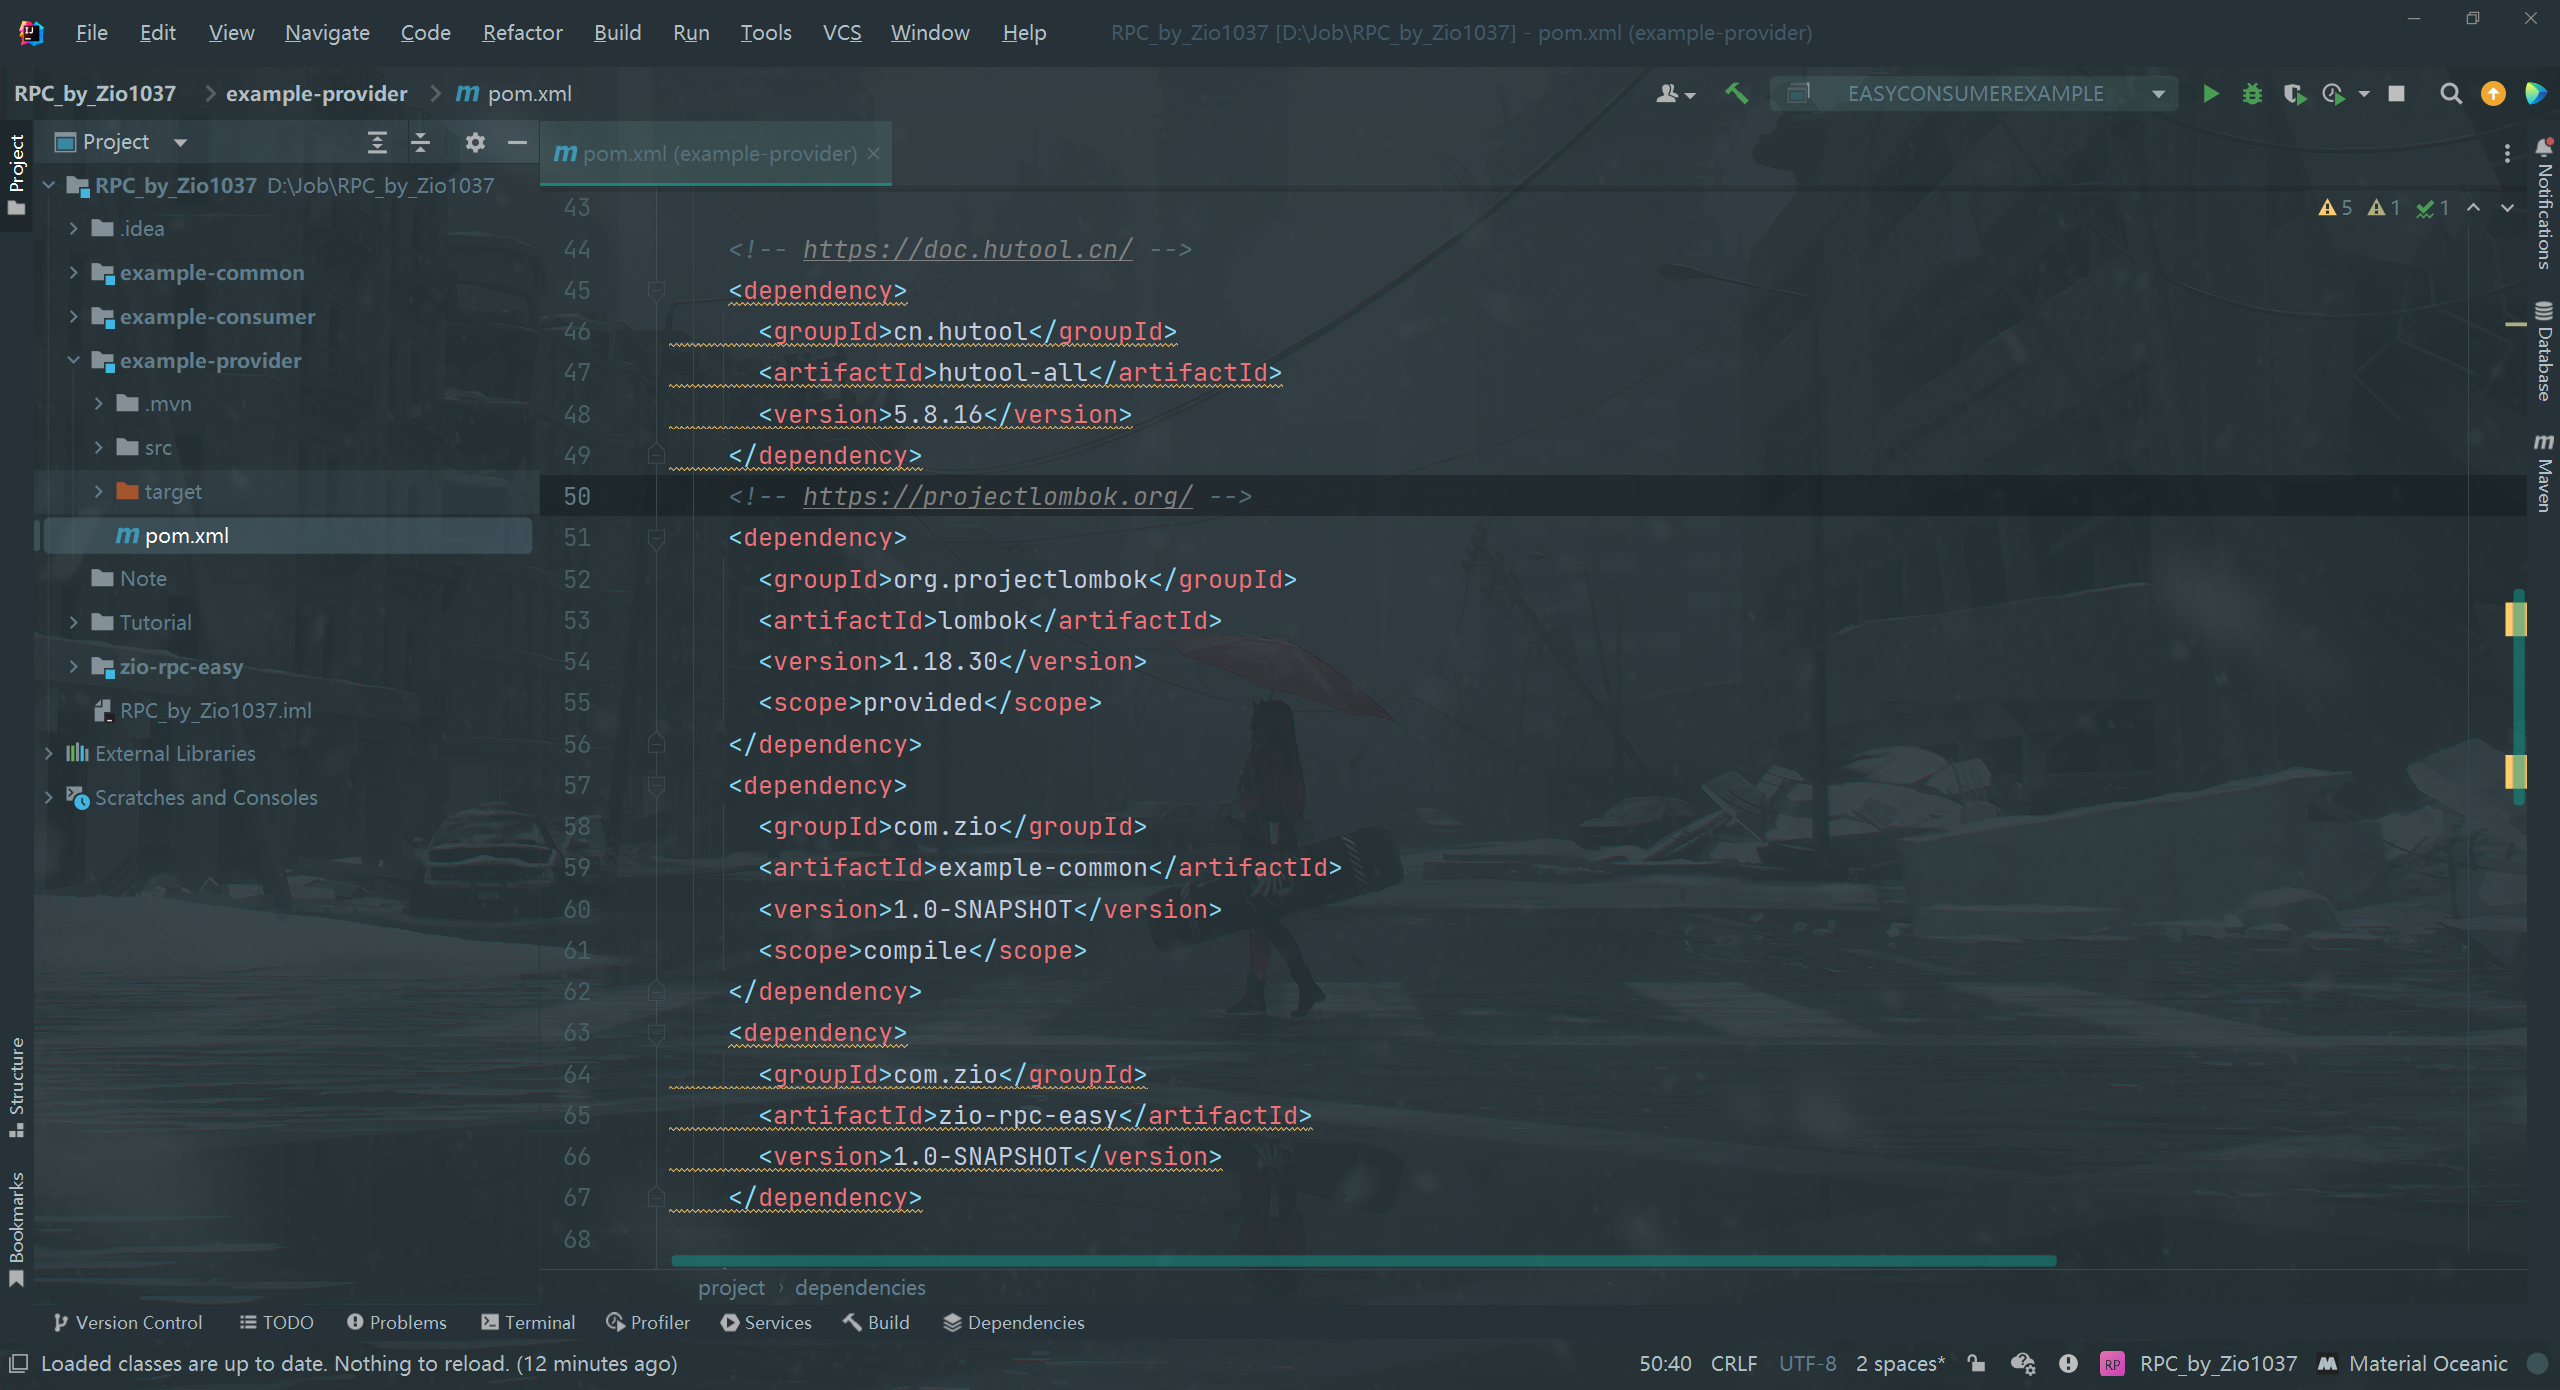 File Edit View Navigate Code Refactor Build Run Tools VCS Window Help RPC_by_Zio1037 [D:\Job\RPC_by_Zio1037] - pom.xml (example-provider)
RPC_by_Zio1037 example-provider m pom.xml EASYCONSUMEREXAMPLE
Project
Project
m pom.xml (example-provider)
RPC_by_Zio1037 D:\Job\RPC_by_Zio1037
.idea
example-common
example-consumer
example-provider
.mvn
src
target
m pom.xml
Note
Tutorial
zio-rpc-easy
RPC_by_Zio1037.iml
External Libraries
Scratches and Consoles
Structure
Bookmarks
5 1 1
43
44 <!-- https://doc.hutool.cn/ -->
45 <dependency>
46 <groupId>cn.hutool</groupId>
47 <artifactId>hutool-all</artifactId>
48 <version>5.8.16</version>
49 </dependency>
50 <!-- https://projectlombok.org/ -->
51 <dependency>
52 <groupId>org.projectlombok</groupId>
53 <artifactId>lombok</artifactId>
54 <version>1.18.30</version>
55 <scope>provided</scope>
56 </dependency>
57 <dependency>
58 <groupId>com.zio</groupId>
59 <artifactId>example-common</artifactId>
60 <version>1.0-SNAPSHOT</version>
61 <scope>compile</scope>
62 </dependency>
63 <dependency>
64 <groupId>com.zio</groupId>
65 <artifactId>zio-rpc-easy</artifactId>
66 <version>1.0-SNAPSHOT</version>
67 </dependency>
68
Notifications
Database
m Maven
project › dependencies
Version Control TODO Problems Terminal Profiler Services Build Dependencies
Loaded classes are up to date. Nothing to reload. (12 minutes ago) 50:40 CRLF UTF-8 2 spaces* RP RPC_by_Zio1037 Material Oceanic